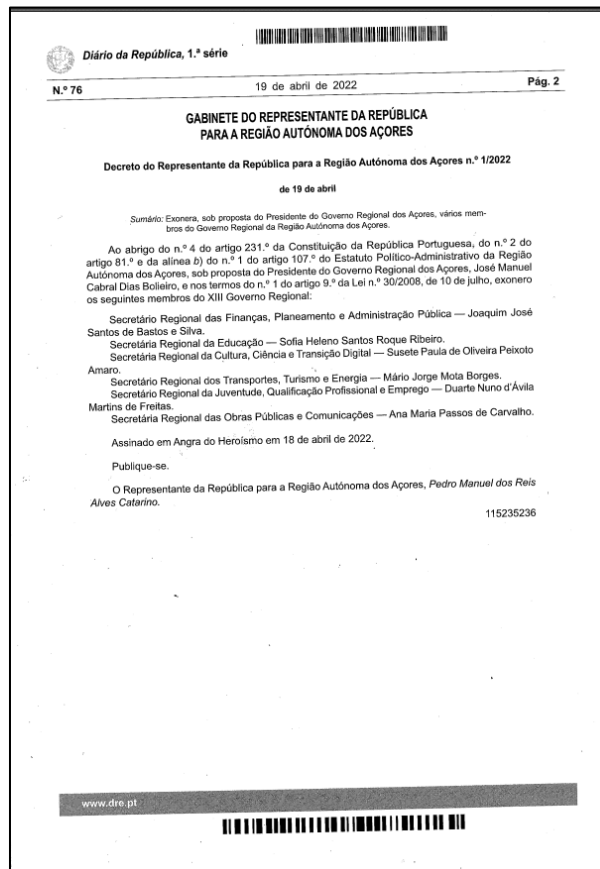 Diário da República, 1.ª série
N.º 76
19 de abril de 2022
Pág. 2
GABINETE DO REPRESENTANTE DA REPÚBLICA
PARA A REGIÃO AUTÓNOMA DOS AÇORES
Decreto do Representante da República para a Região Autónoma dos Açores n.º 1/2022
de 19 de abril
Sumário: Exonera, sob proposta do Presidente do Governo Regional dos Açores, vários mem-
bros do Governo Regional da Região Autónoma dos Açores.
Ao abrigo do n.º 4 do artigo 231.º da Constituição da República Portuguesa, do n.º 2 do
artigo 81.º e da alínea b) do n.º 1 do artigo 107.º do Estatuto Político-Administrativo da Região
Autónoma dos Açores, sob proposta do Presidente do Governo Regional dos Açores, José Manuel
Cabral Dias Bolieiro, e nos termos do n.º 1 do artigo 9.º da Lei n.º 30/2008, de 10 de julho, exonero
os seguintes membros do XIII Governo Regional:
Secretário Regional das Finanças, Planeamento e Administração Pública — Joaquim José
Santos de Bastos e Silva.
Secretária Regional da Educação — Sofia Heleno Santos Roque Ribeiro.
Secretária Regional da Cultura, Ciência e Transição Digital — Susete Paula de Oliveira Peixoto
Amaro.
Secretário Regional dos Transportes, Turismo e Energia — Mário Jorge Mota Borges.
Secretário Regional da Juventude, Qualificação Profissional e Emprego — Duarte Nuno d'Ávila
Martins de Freitas.
Secretária Regional das Obras Públicas e Comunicações — Ana Maria Passos de Carvalho.
Assinado em Angra do Heroísmo em 18 de abril de 2022.
Publique-se.
O Representante da República para a Região Autónoma dos Açores, Pedro Manuel dos Reis
Alves Catarino.
115235236
www.dre.pt